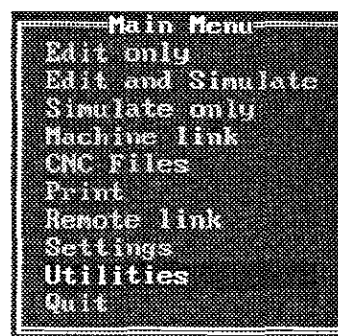 Main Menu
Edit only
Edit and Simulate
Simulate only
Machine link
CNC Files
Print
Remote link
Settings
Utilities
Quit